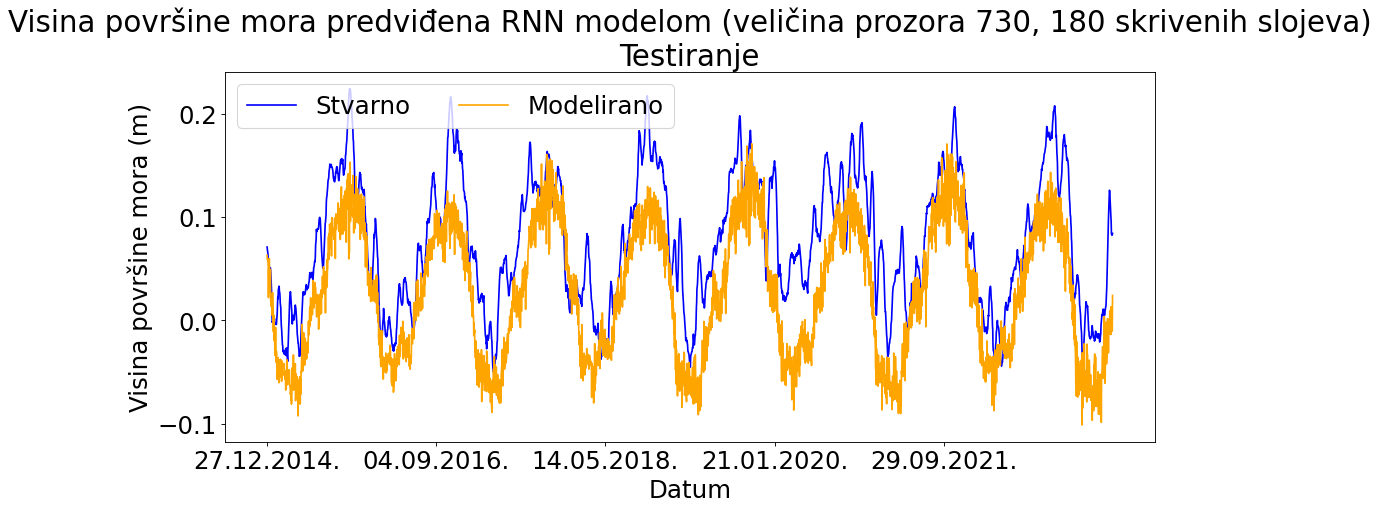 Visina površine mora predviđena RNN modelom (veličina prozora 730, 180 skrivenih slojeva)
Testiranje
Stvarno
Modelirano
Visina površine mora (m)
0.2
0.1
0.0
−0.1
27.12.2014.
04.09.2016.
14.05.2018.
21.01.2020.
29.09.2021.
Datum